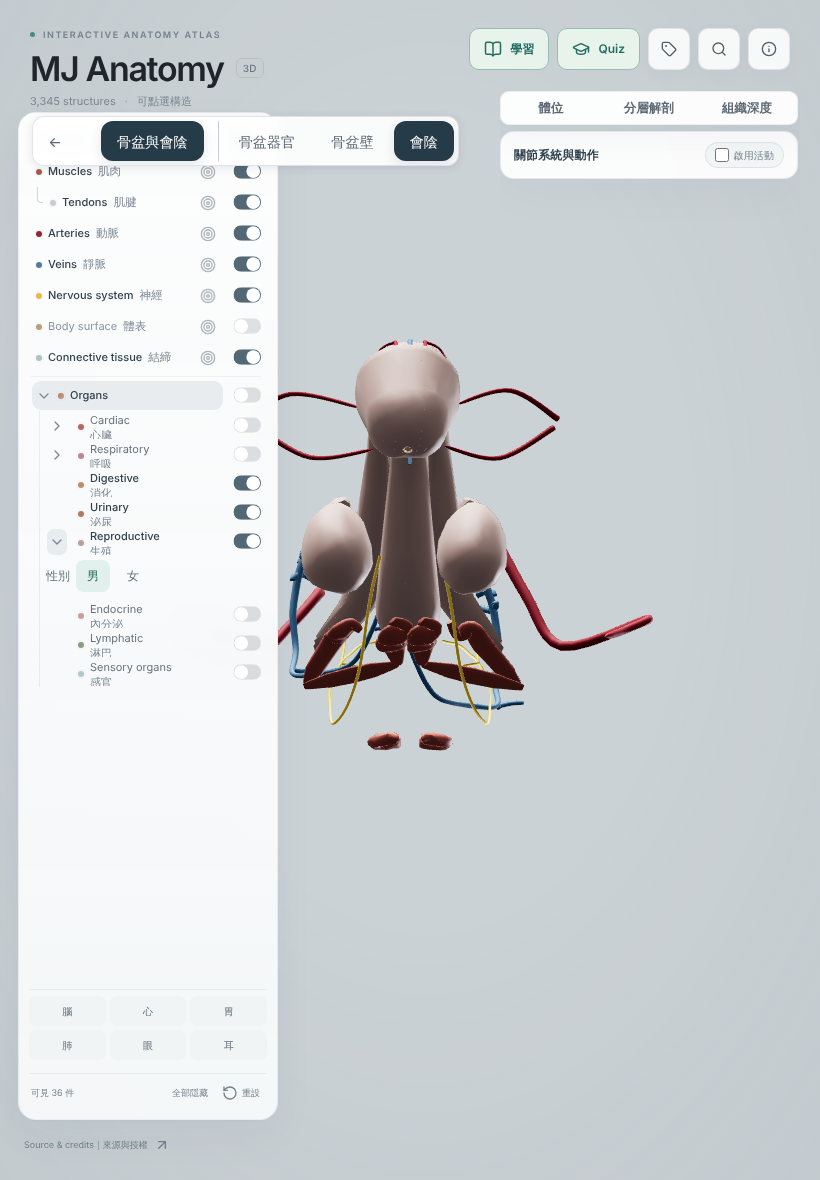 INTERACTIVE ANATOMY ATLAS
MJ Anatomy 3D
3,345 structures · 可點選構造
學習
Quiz
體位 分層解剖 組織深度
關節系統與動作 啟用活動
← 骨盆與會陰 骨盆器官 骨盆壁 會陰
Muscles 肌肉
Tendons 肌腱
Arteries 動脈
Veins 靜脈
Nervous system 神經
Body surface 體表
Connective tissue 結締
Organs
Cardiac
心臟
Respiratory
呼吸
Digestive
消化
Urinary
泌尿
Reproductive
生殖
性別 男 女
Endocrine
內分泌
Lymphatic
淋巴
Sensory organs
感官
腦 心 胃
肺 眼 耳
可見 36 件 全部隱藏 重設
Source & credits | 來源與授權